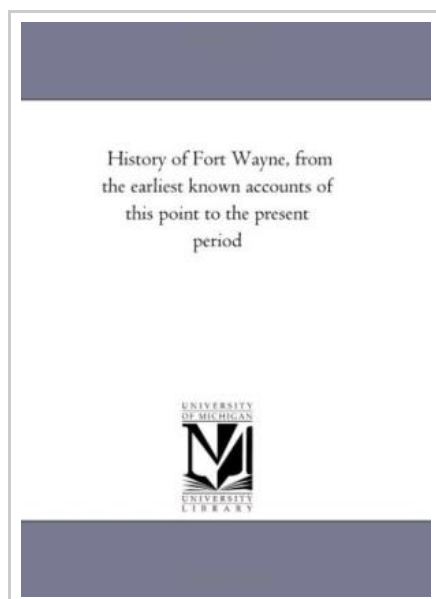 History of Fort Wayne, from
the earliest known accounts of
this point to the present
period
UNIVERSITY
OF MICHIGAN
UNIVERSITY
LIBRARY